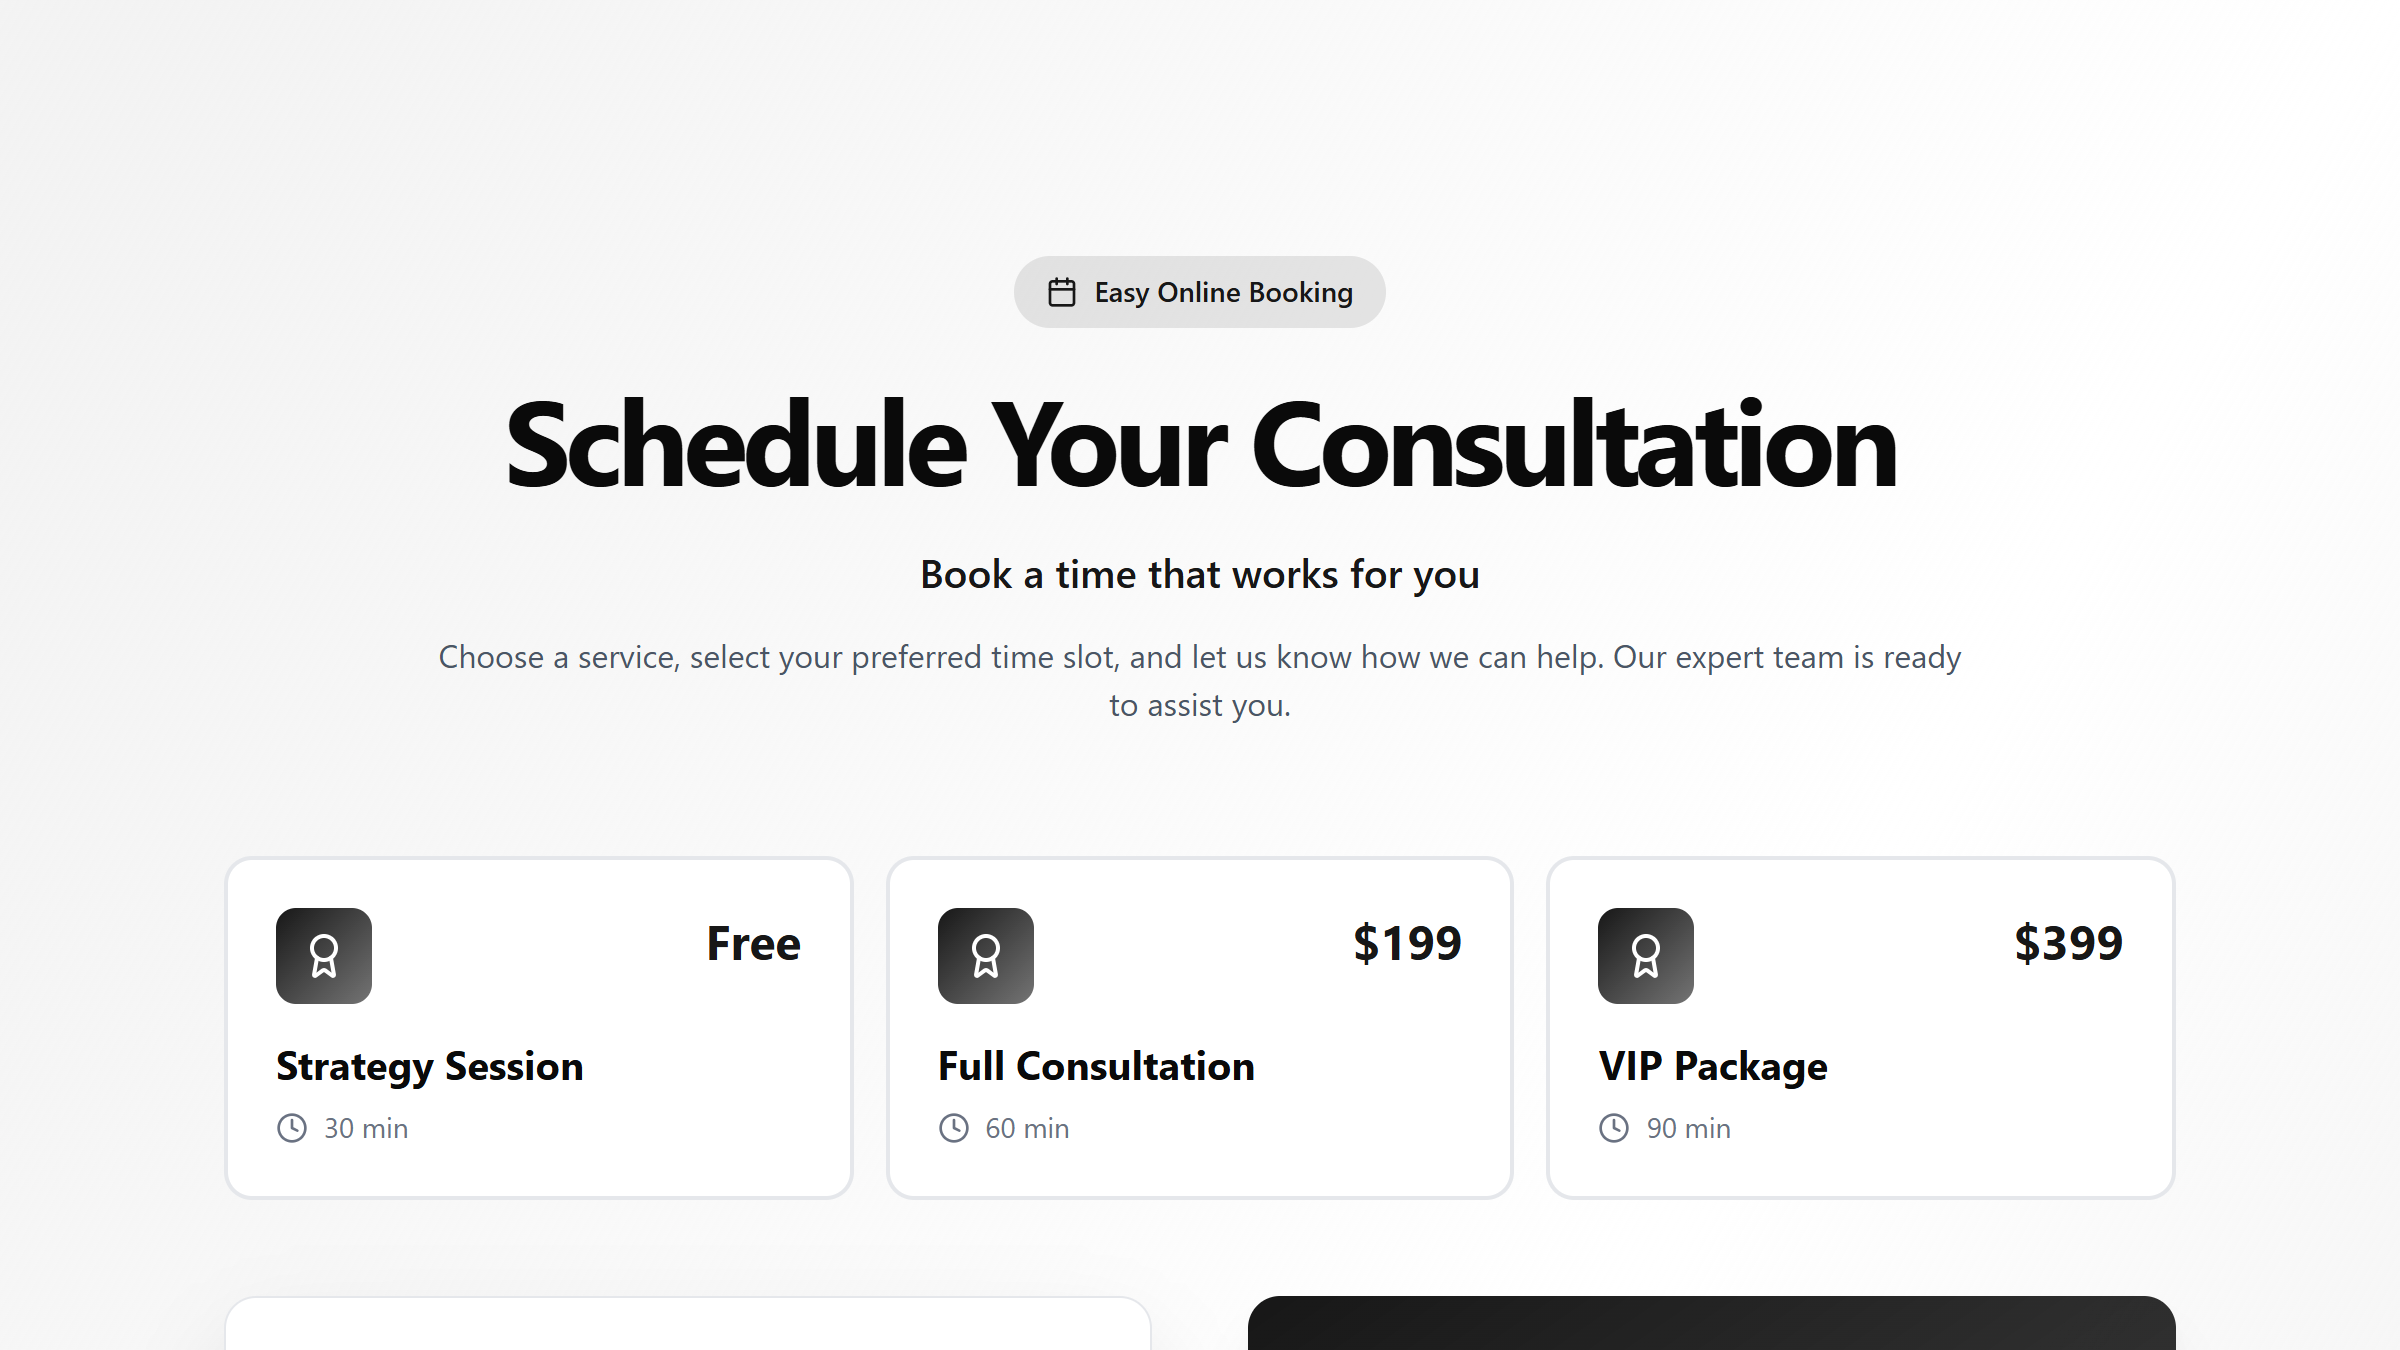 Easy Online Booking
Schedule Your Consultation
Book a time that works for you
Choose a service, select your preferred time slot, and let us know how we can help. Our expert team is ready
to assist you.
Free
Strategy Session
30 min
$199
Full Consultation
60 min
$399
VIP Package
90 min